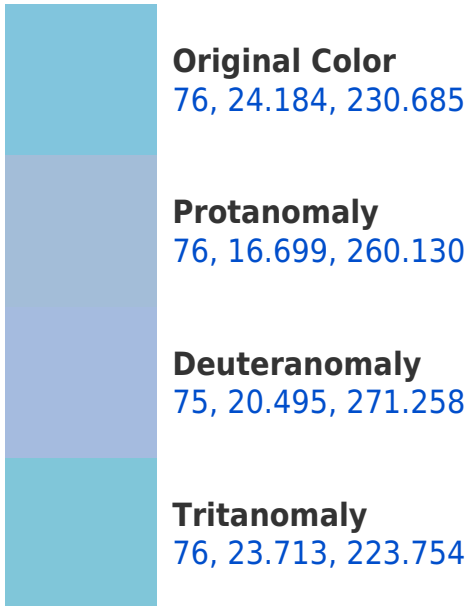 Original Color
76, 24.184, 230.685
Protanomaly
76, 16.699, 260.130
Deuteranomaly
75, 20.495, 271.258
Tritanomaly
76, 23.713, 223.754